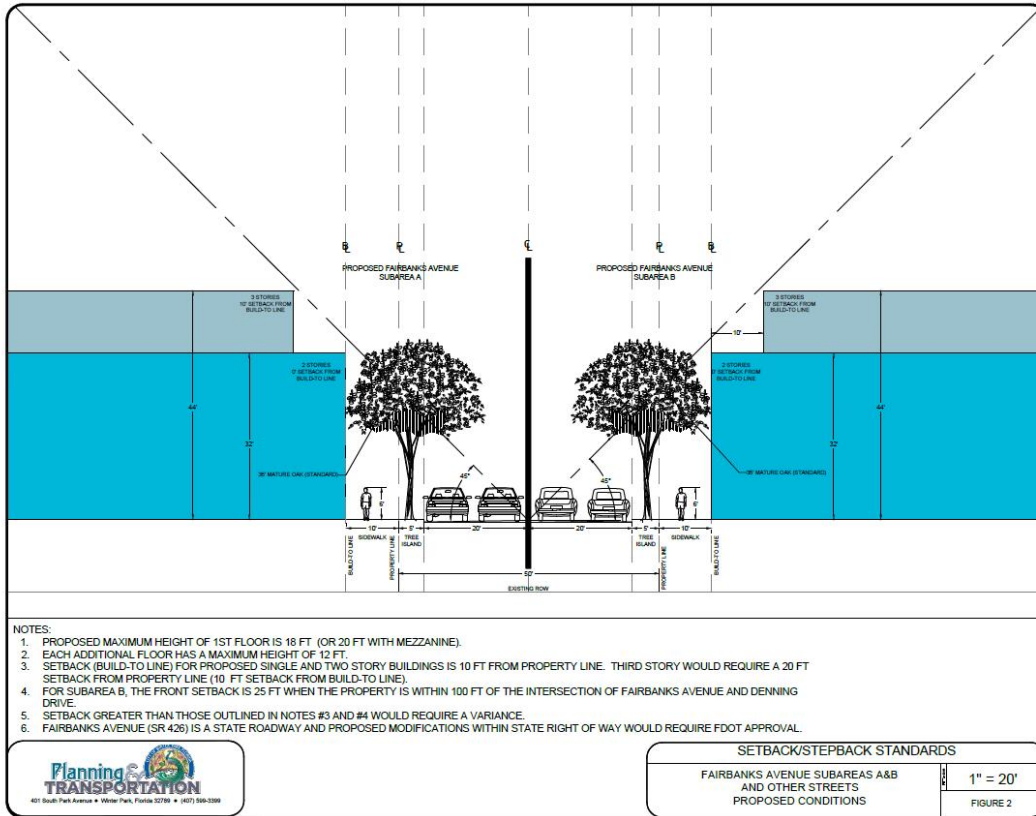 B L
P L
C L
P L
B L
PROPOSED FAIRBANKS AVENUE
SUBAREA A
PROPOSED FAIRBANKS AVENUE
SUBAREA B
3 STORIES
10' SETBACK FROM
BUILD-TO LINE
3 STORIES
10' SETBACK FROM
BUILD-TO LINE
10'
2 STORIES
0' SETBACK FROM
BUILD-TO LINE
2 STORIES
0' SETBACK FROM
BUILD-TO LINE
44'
44'
32'
32'
MATURE OAK (STANDARD)
MATURE OAK (STANDARD)
45°
45°
6'
6'
10'
5'
20'
20'
5'
10'
SIDEWALK
TREE
ISLAND
TREE
ISLAND
SIDEWALK
BUILD-TO LINE
PROPERTY LINE
PROPERTY LINE
BUILD-TO LINE
50'
EXISTING ROW
NOTES:
1. PROPOSED MAXIMUM HEIGHT OF 1ST FLOOR IS 18 FT (OR 20 FT WITH MEZZANINE).
2. EACH ADDITIONAL FLOOR HAS A MAXIMUM HEIGHT OF 12 FT.
3. SETBACK (BUILD-TO LINE) FOR PROPOSED SINGLE AND TWO STORY BUILDINGS IS 10 FT FROM PROPERTY LINE. THIRD STORY WOULD REQUIRE A 20 FT
SETBACK FROM PROPERTY LINE (10 FT SETBACK FROM BUILD-TO LINE).
4. FOR SUBAREA B, THE FRONT SETBACK IS 25 FT WHEN THE PROPERTY IS WITHIN 100 FT OF THE INTERSECTION OF FAIRBANKS AVENUE AND DENNING
DRIVE.
5. SETBACK GREATER THAN THOSE OUTLINED IN NOTES #3 AND #4 WOULD REQUIRE A VARIANCE.
6. FAIRBANKS AVENUE (SR 426) IS A STATE ROADWAY AND PROPOSED MODIFICATIONS WITHIN STATE RIGHT OF WAY WOULD REQUIRE FDOT APPROVAL.
Planning &
TRANSPORTATION
401 South Park Avenue • Winter Park, Florida 32789 • (407) 599-3399
SETBACK/STEPBACK STANDARDS
FAIRBANKS AVENUE SUBAREAS A&B
AND OTHER STREETS
PROPOSED CONDITIONS
1" = 20'
FIGURE 2